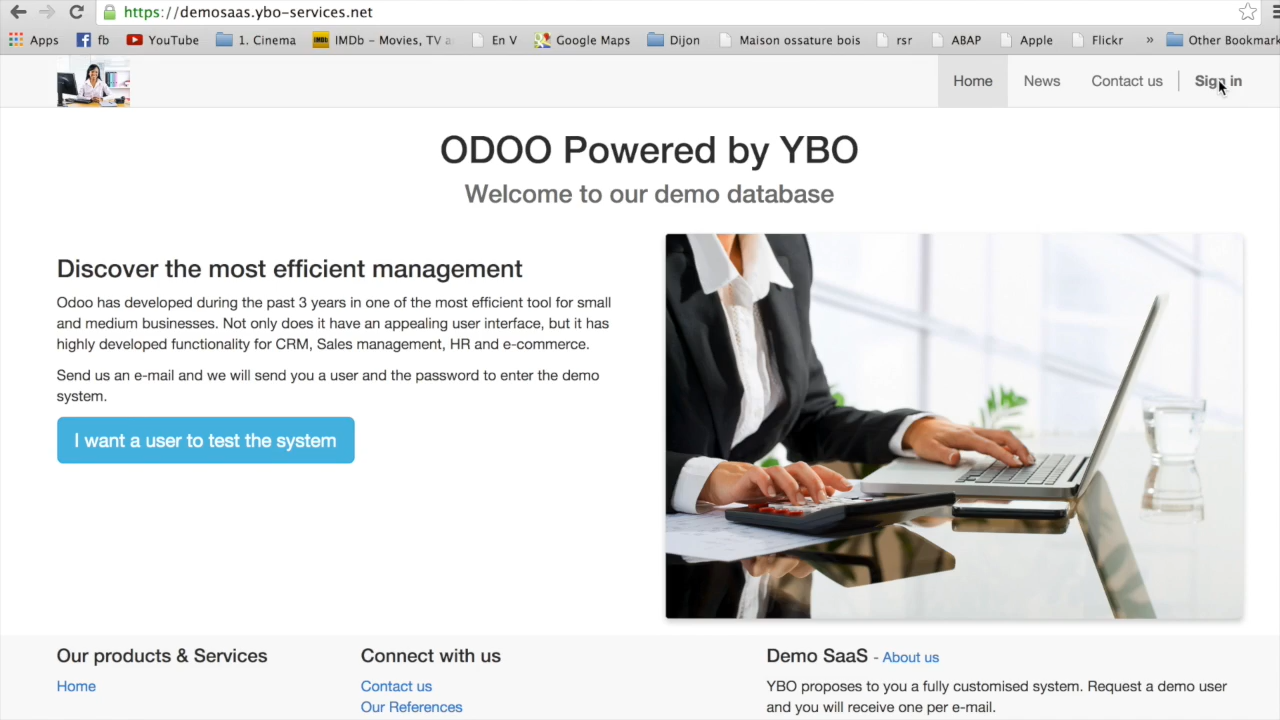 https://demosaas.ybo-services.net
Apps fb YouTube 1. Cinema IMDb - Movies, TV a En V Google Maps Dijon Maison ossature bois rsr ABAP Apple Flickr » Other Bookmark
Home News Contact us Sign in
ODOO Powered by YBO
Welcome to our demo database
Discover the most efficient management
Odoo has developed during the past 3 years in one of the most efficient tool for small
and medium businesses. Not only does it have an appealing user interface, but it has
highly developed functionality for CRM, Sales management, HR and e-commerce.
Send us an e-mail and we will send you a user and the password to enter the demo
system.
I want a user to test the system
Our products & Services
Home
Connect with us
Contact us
Our References
Demo SaaS - About us
YBO proposes to you a fully customised system. Request a demo user
and you will receive one per e-mail.